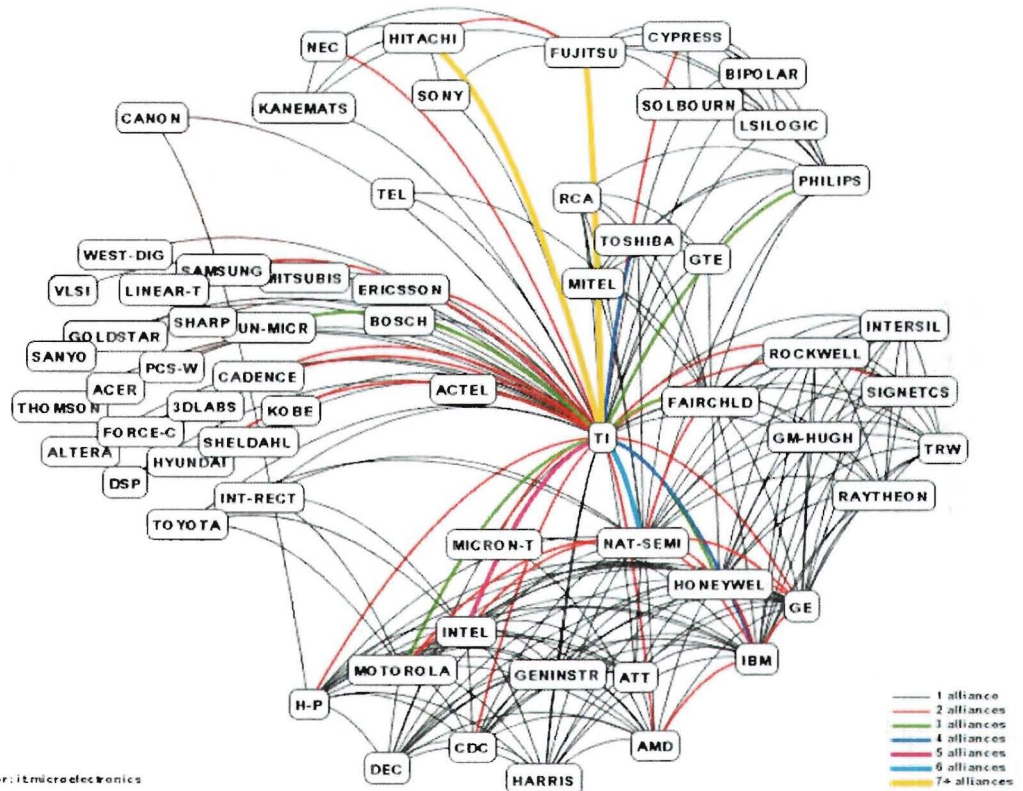 CYPRESS
HITACHI
NEC
FUJITSU
BIPOLAR
SONY
SOLBOURN
KANEMATS
CANON
LSILOGIC
PHILIPS
TEL
RCA
TOSHIBA
WEST-DIG
GTE
SAMSUNG
MITSUBIS
MITEL
VLSI
LINEAR-T
ERICSSON
SHARP
BOSCH
INTERSIL
GOLDSTAR
UN-MICR
SANYO
ROCKWELL
PCS-W
CADENCE
ACER
ACTEL
SIGNETCS
FAIRCHLD
THOMSON
3DLABS
KOBE
FORCE-C
TI
GM-HUGH
SHELDAHL
TRW
ALTERA
HYUNDAI
DSP
INT-RECT
RAYTHEON
TOYOTA
MICRON-T
NAT-SEMI
HONEYWEL
GE
INTEL
IBM
MOTOROLA
GENINSTR
ATT
H-P
CDC
AMD
DEC
HARRIS
1 alliance
2 alliances
3 alliances
4 alliances
5 alliances
6 alliances
7+ alliances
r:itmicroelectronics